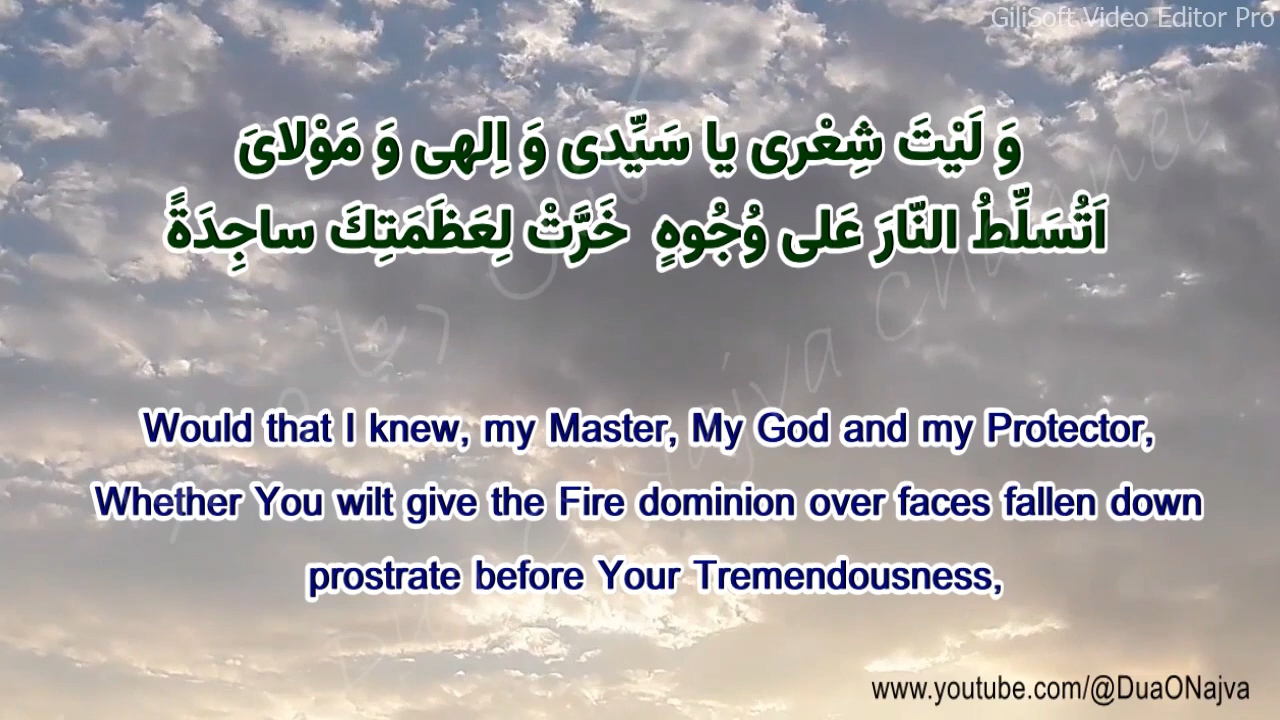 GiliSoft Video Editor Pro
وَ لَيْتَ شِعْرى يا سَيِّدى وَ اِلهى وَ مَوْلاىَ
اَتُسَلِّطُ النّارَ عَلى وُجُوهٍ خَرَّتْ لِعَظَمَتِكَ ساجِدَةً
Would that I knew, my Master, My God and my Protector,
Whether You wilt give the Fire dominion over faces fallen down
prostrate before Your Tremendousness,
www.youtube.com/@DuaONajva